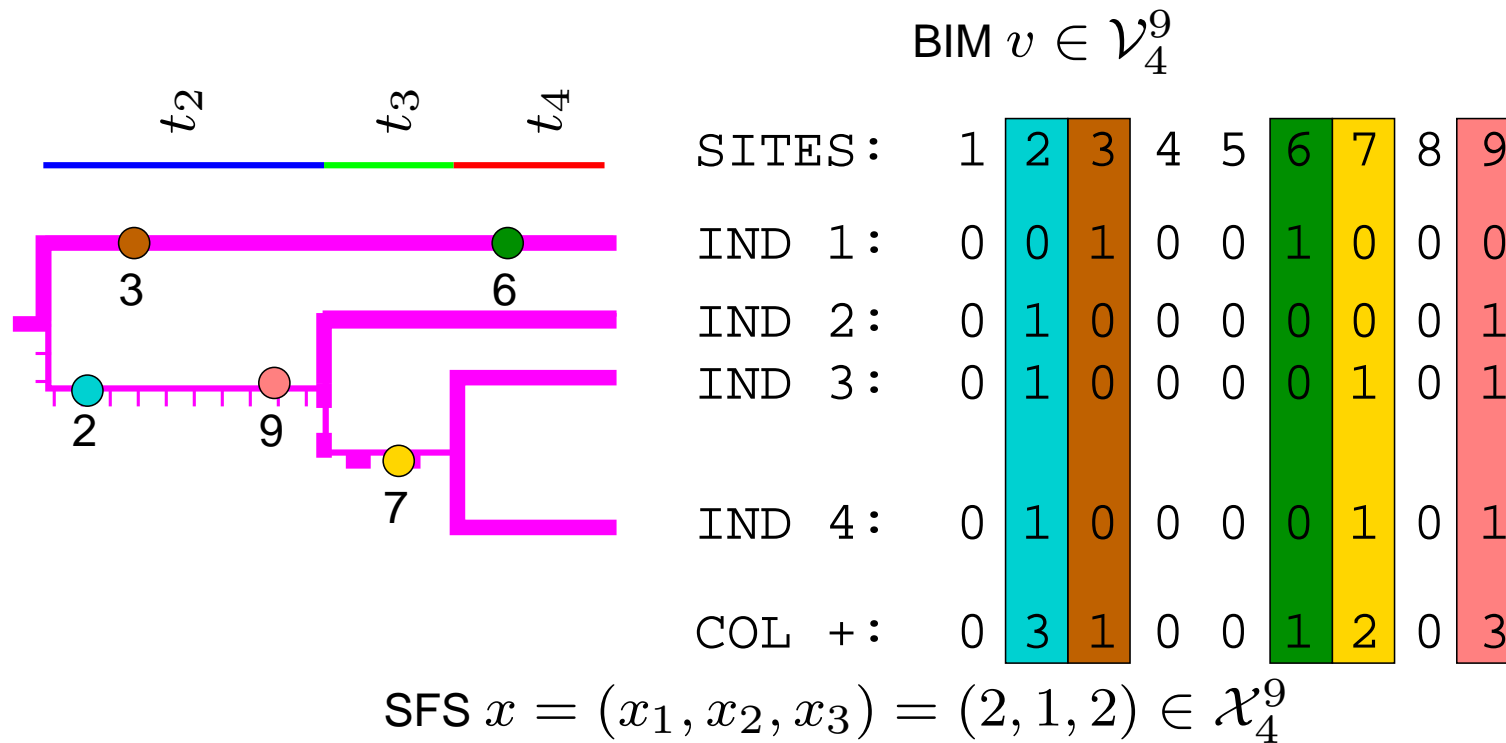 BIM v ∈ 𝒱₄⁹
t₂ t₃ t₄
SITES: 1 2 3 4 5 6 7 8 9
IND 1: 0 0 1 0 0 1 0 0 0
3 6
IND 2: 0 1 0 0 0 0 0 0 1
IND 3: 0 1 0 0 0 0 1 0 1
2 9
7
IND 4: 0 1 0 0 0 0 1 0 1
COL +: 0 3 1 0 0 1 2 0 3
SFS x = (x₁, x₂, x₃) = (2, 1, 2) ∈ 𝒳₄⁹